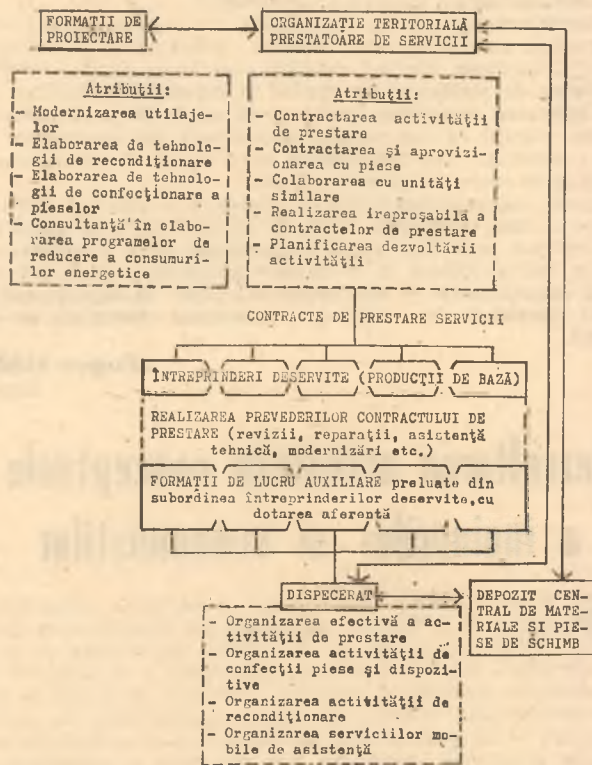 FORMAȚII DE
PROIECTARE
ORGANIZAȚIE TERITORIALĂ
PRESTATOARE DE SERVICII
Atribuții:
- Modernizarea utilaje-
lor
- Elaborarea de tehnolo-
gii de recondiționare
- Elaborarea de tehnolo-
gii de confecționare a
pieselor
- Consultanță în elabo-
rarea programelor de
reducere a consumuri-
lor energetice
Atribuții:
- Contractarea activității
de prestare
- Contractarea și aprovizi-
onarea cu piese
- Colaborarea cu unități
similare
- Realizarea ireproșabilă a
contractelor de prestare
- Planificarea dezvoltării
activității
CONTRACTE DE PRESTARE SERVICII
ÎNTREPRINDERI DESERVITE (PRODUCȚII DE BAZĂ)
REALIZAREA PREVEDERILOR CONTRACTULUI DE
PRESTARE (revizii, reparații, asistență
tehnică, modernizări etc.)
FORMAȚII DE LUCRU AUXILIARE preluate din
subordinea întreprinderilor deservite, cu
dotarea aferentă
DISPECERAT
- Organizarea efectivă a ac-
tivității de prestare
- Organizarea activității de
confecții piese și dispozi-
tive
- Organizarea activității de
recondiționare
- Organizarea serviciilor mo-
bile de asistență
DEPOZIT CEN-
TRAL DE MATE-
RIALE SI PIE-
SE DE SCHIMB